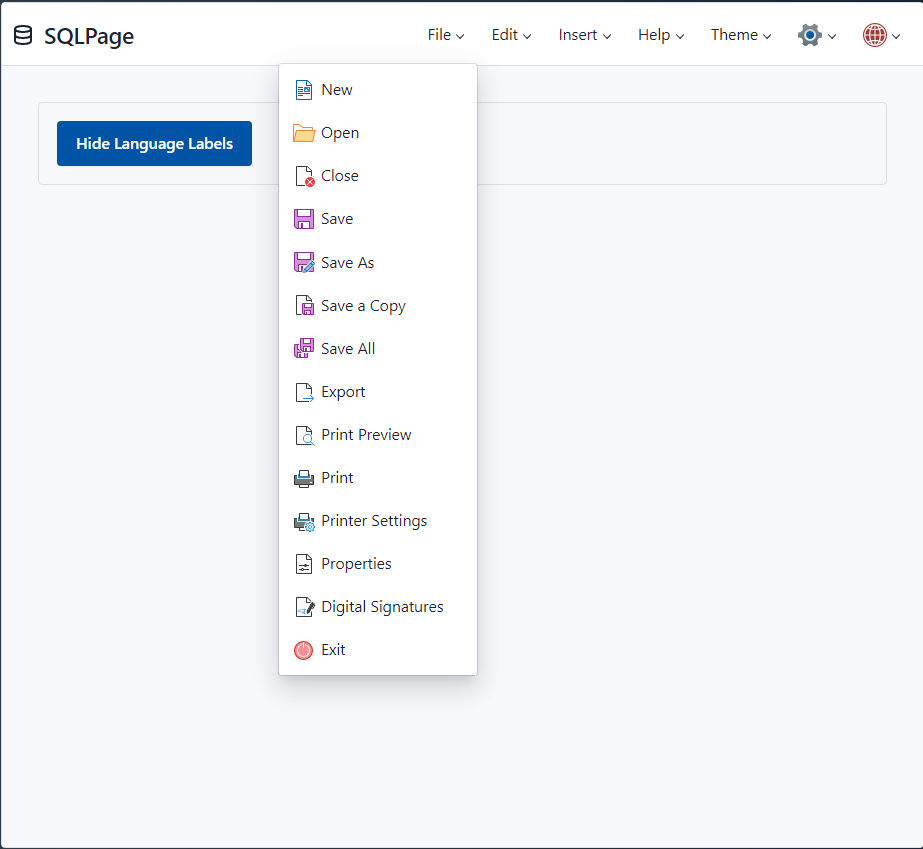 SQLPage
File
Edit
Insert
Help
Theme
Hide Language Labels
New
Open
Close
Save
Save As
Save a Copy
Save All
Export
Print Preview
Print
Printer Settings
Properties
Digital Signatures
Exit